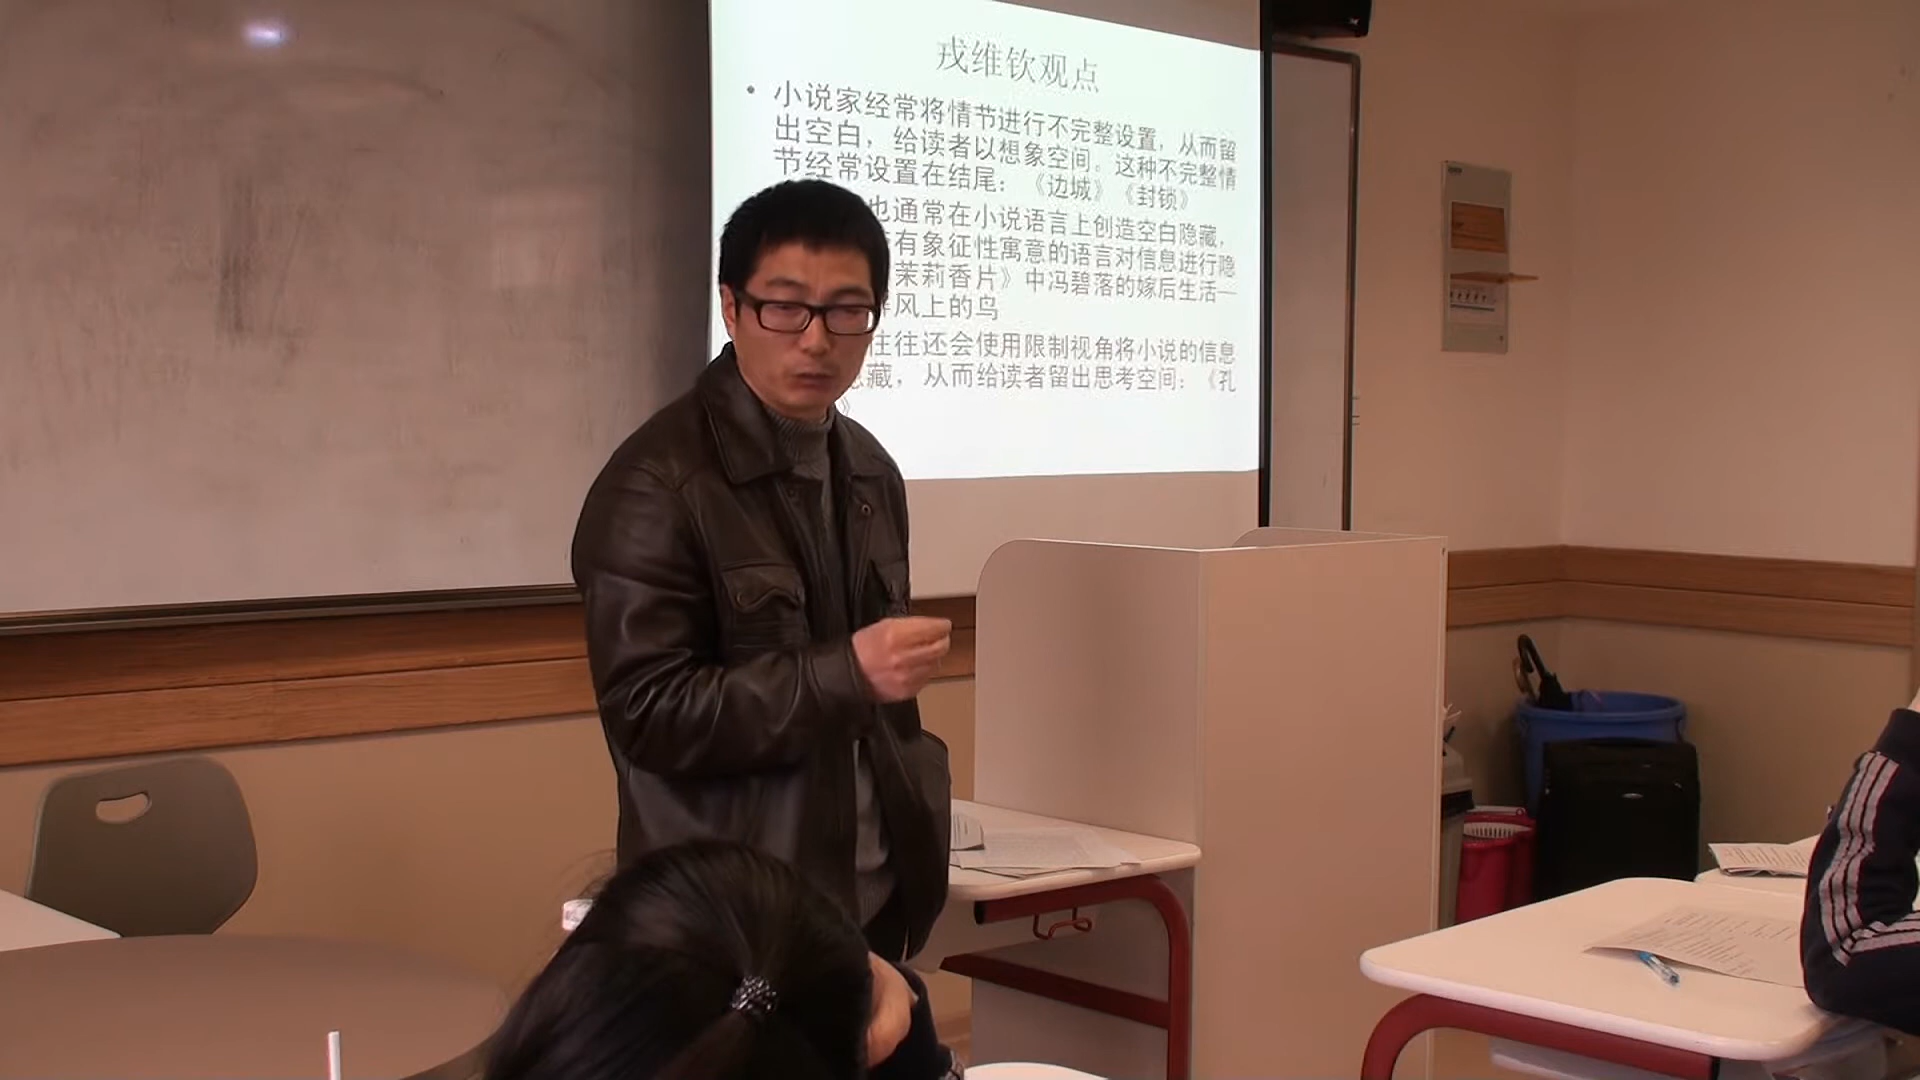 戎维钦观点
• 小说家经常将情节进行不完整设置，从而留
出空白，给读者以想象空间。这种不完整情
节经常设置在结尾：《边城》《封锁》
也通常在小说语言上创造空白隐藏，
有象征性寓意的语言对信息进行隐
茉莉香片》中冯碧落的嫁后生活—
屏风上的鸟
往往还会使用限制视角将小说的信息
隐藏，从而给读者留出思考空间：《孔
》